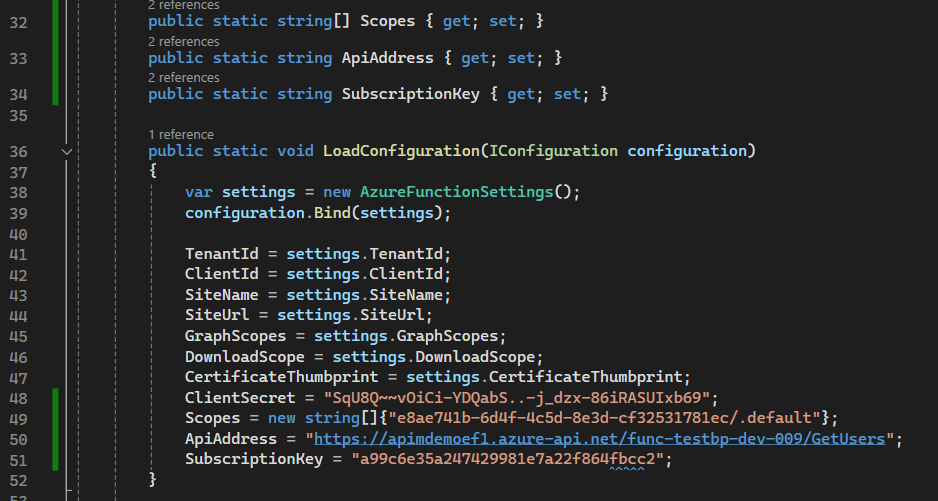 2 references
32 public static string[] Scopes { get; set; }
2 references
33 public static string ApiAddress { get; set; }
2 references
34 public static string SubscriptionKey { get; set; }
35
1 reference
36 public static void LoadConfiguration(IConfiguration configuration)
37 {
38 var settings = new AzureFunctionSettings();
39 configuration.Bind(settings);
40
41 TenantId = settings.TenantId;
42 ClientId = settings.ClientId;
43 SiteName = settings.SiteName;
44 SiteUrl = settings.SiteUrl;
45 GraphScopes = settings.GraphScopes;
46 DownloadScope = settings.DownloadScope;
47 CertificateThumbprint = settings.CertificateThumbprint;
48 ClientSecret = "SqU8Q~~vOiCi-YDQabS..-j_dzx-86iRASUIxb69";
49 Scopes = new string[]{"e8ae741b-6d4f-4c5d-8e3d-cf32531781ec/.default"};
50 ApiAddress = "https://apimdemoef1.azure-api.net/func-testbp-dev-009/GetUsers";
51 SubscriptionKey = "a99c6e35a247429981e7a22f864fbcc2";
52 }
53